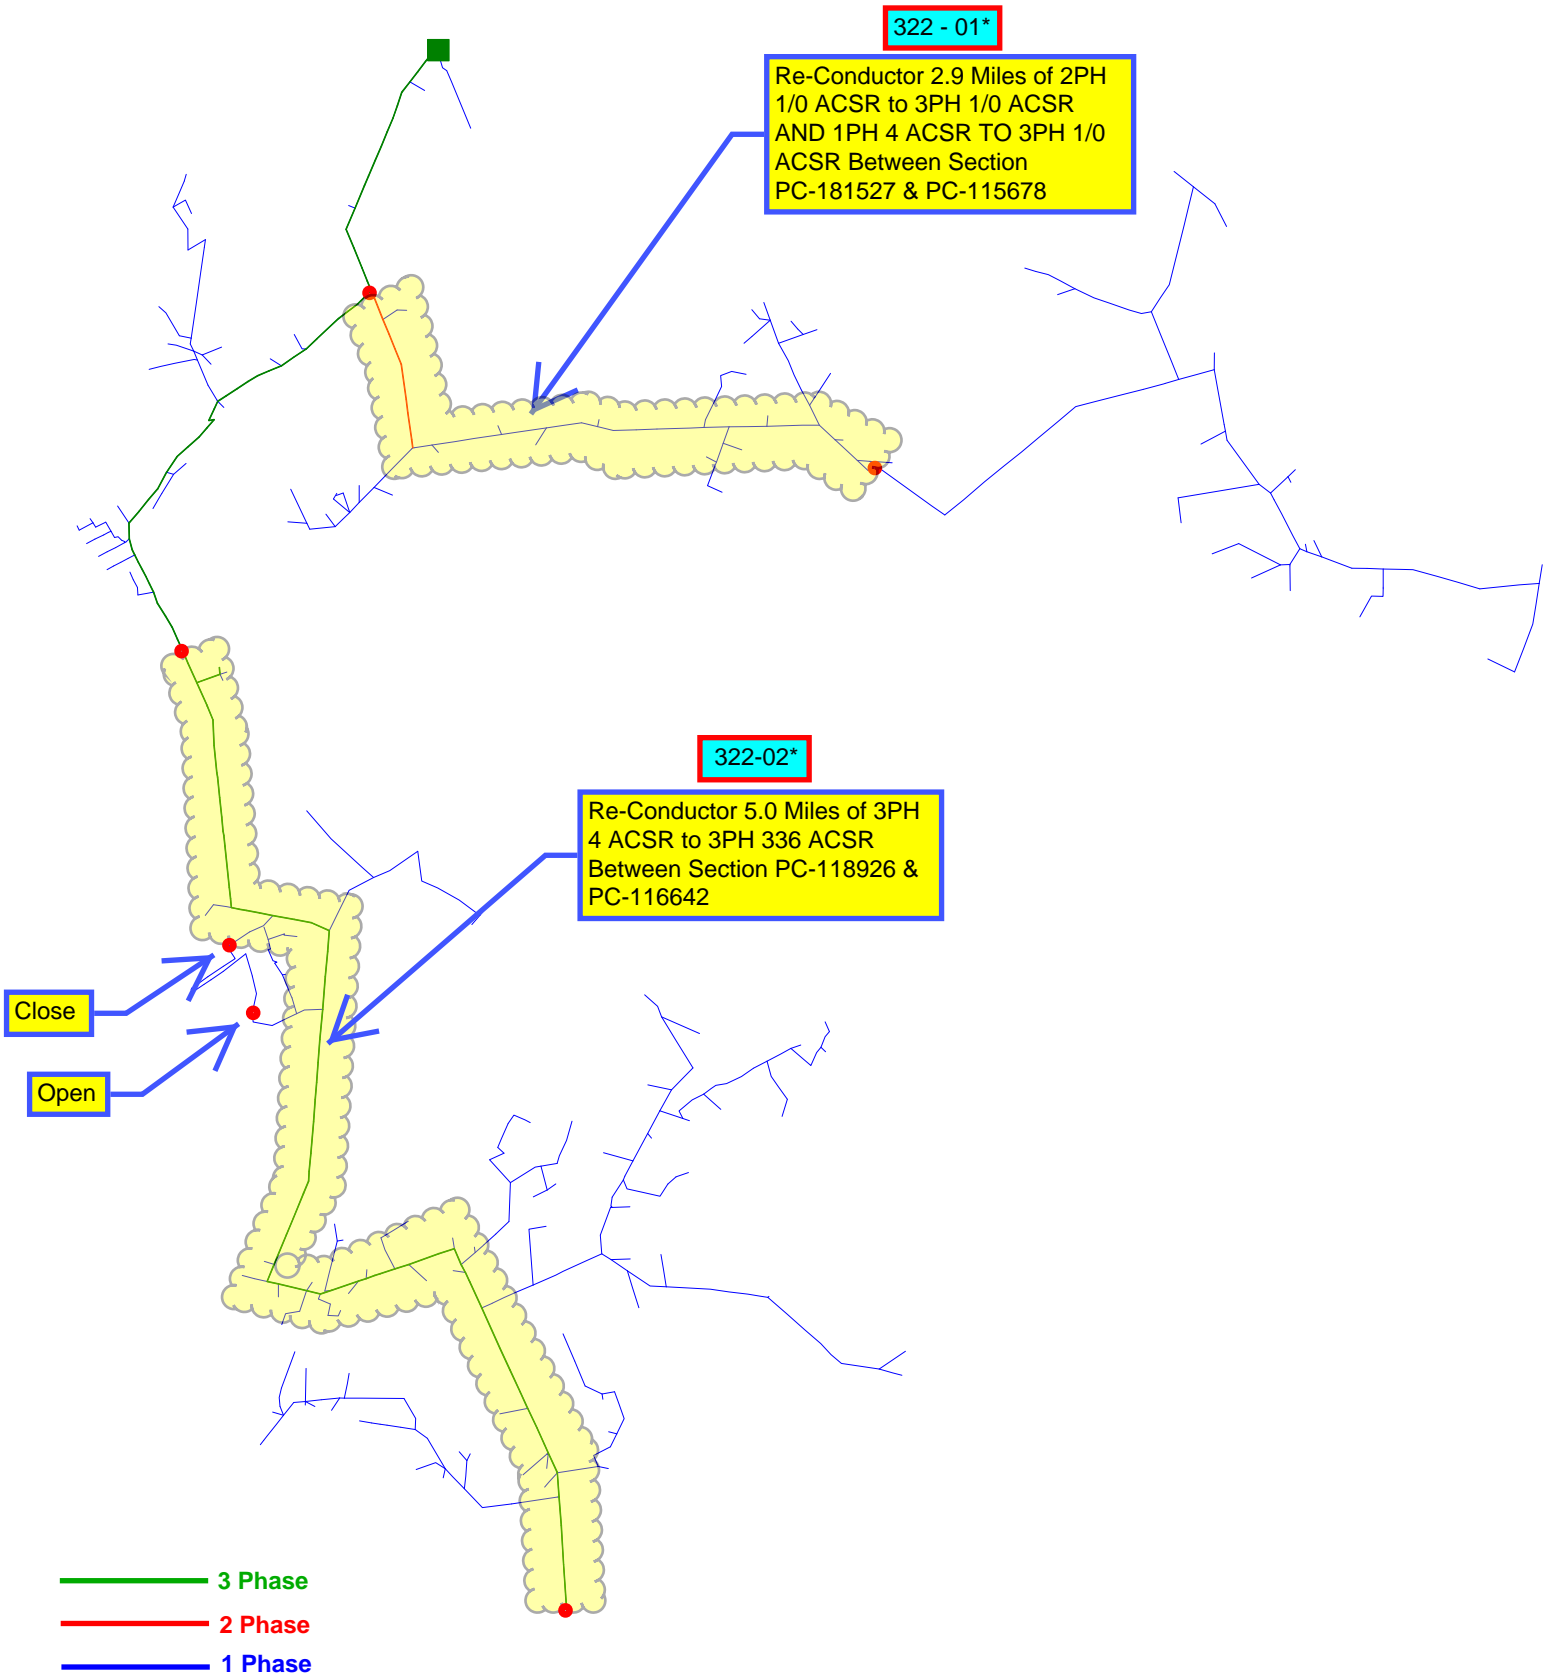 322 - 01*
Re-Conductor 2.9 Miles of 2PH
1/0 ACSR to 3PH 1/0 ACSR
AND 1PH 4 ACSR TO 3PH 1/0
ACSR Between Section
PC-181527 & PC-115678
322-02*
Re-Conductor 5.0 Miles of 3PH
4 ACSR to 3PH 336 ACSR
Between Section PC-118926 &
PC-116642
Close
Open
3 Phase
2 Phase
1 Phase